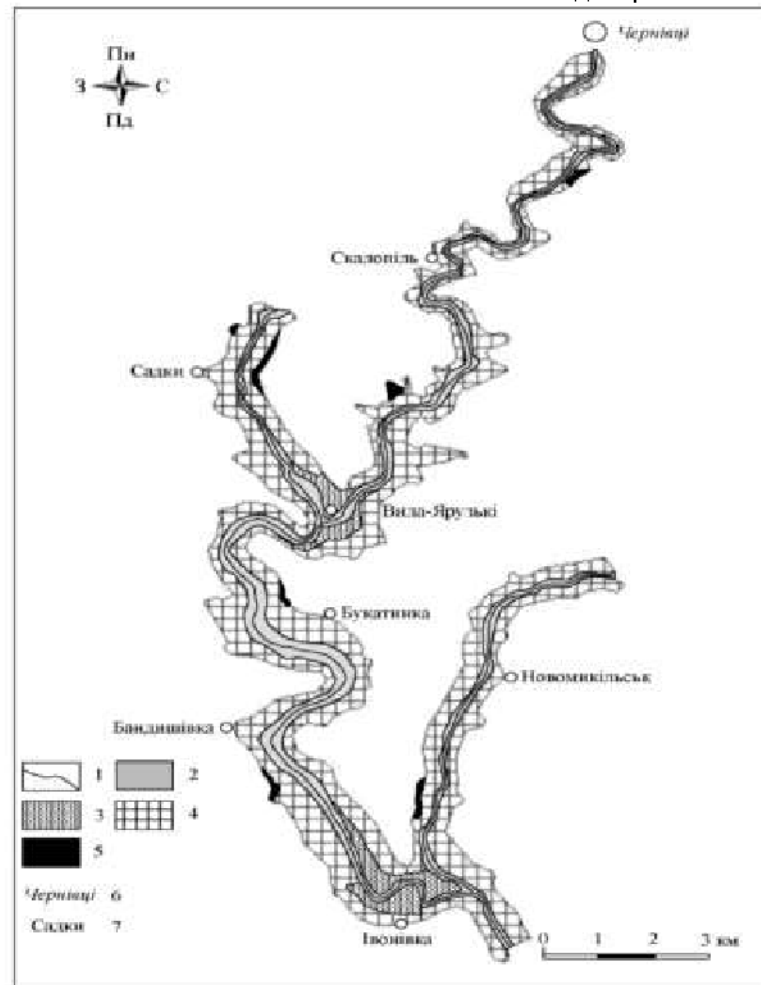 Чернівці
Пн
З С
Пд
Скалопіль
Садки
Вила-Ярузькі
Букатинка
Новомикільськ
Бандишівка
1 2
3 4
5
Чернівці 6
Садки 7
Івонівка
0 1 2 3 км